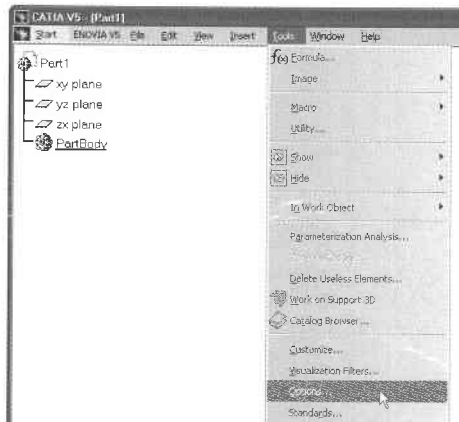 CATIA V5 - [Part1]
Start ENOVIA V5 File Edit View Insert Tools Window Help
Part1
xy plane
yz plane
zx plane
PartBody
f(x) Formula...
Image
Macro
Utility...
Show
Hide
In Work Object
Parameterization Analysis...
Delete Useless Elements...
Work on Support 3D
Catalog Browser...
Customize...
Visualization Filters...
Options...
Standards...